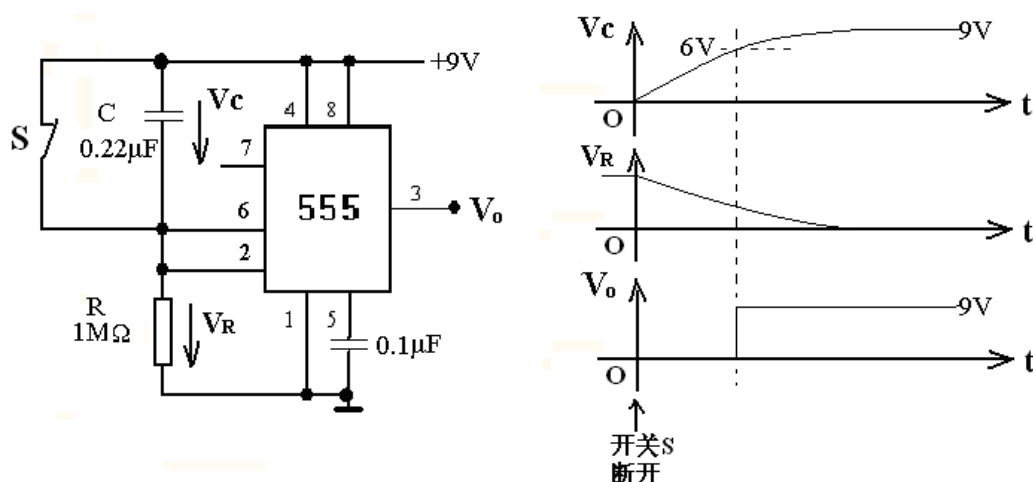 +9V
C
0.22μF
Vc
S
4
8
7
6
2
555
3
Vo
R
1MΩ
VR
1
5
0.1μF
Vc
6V
9V
O
t
VR
O
t
Vo
9V
O
t
开关S
断开